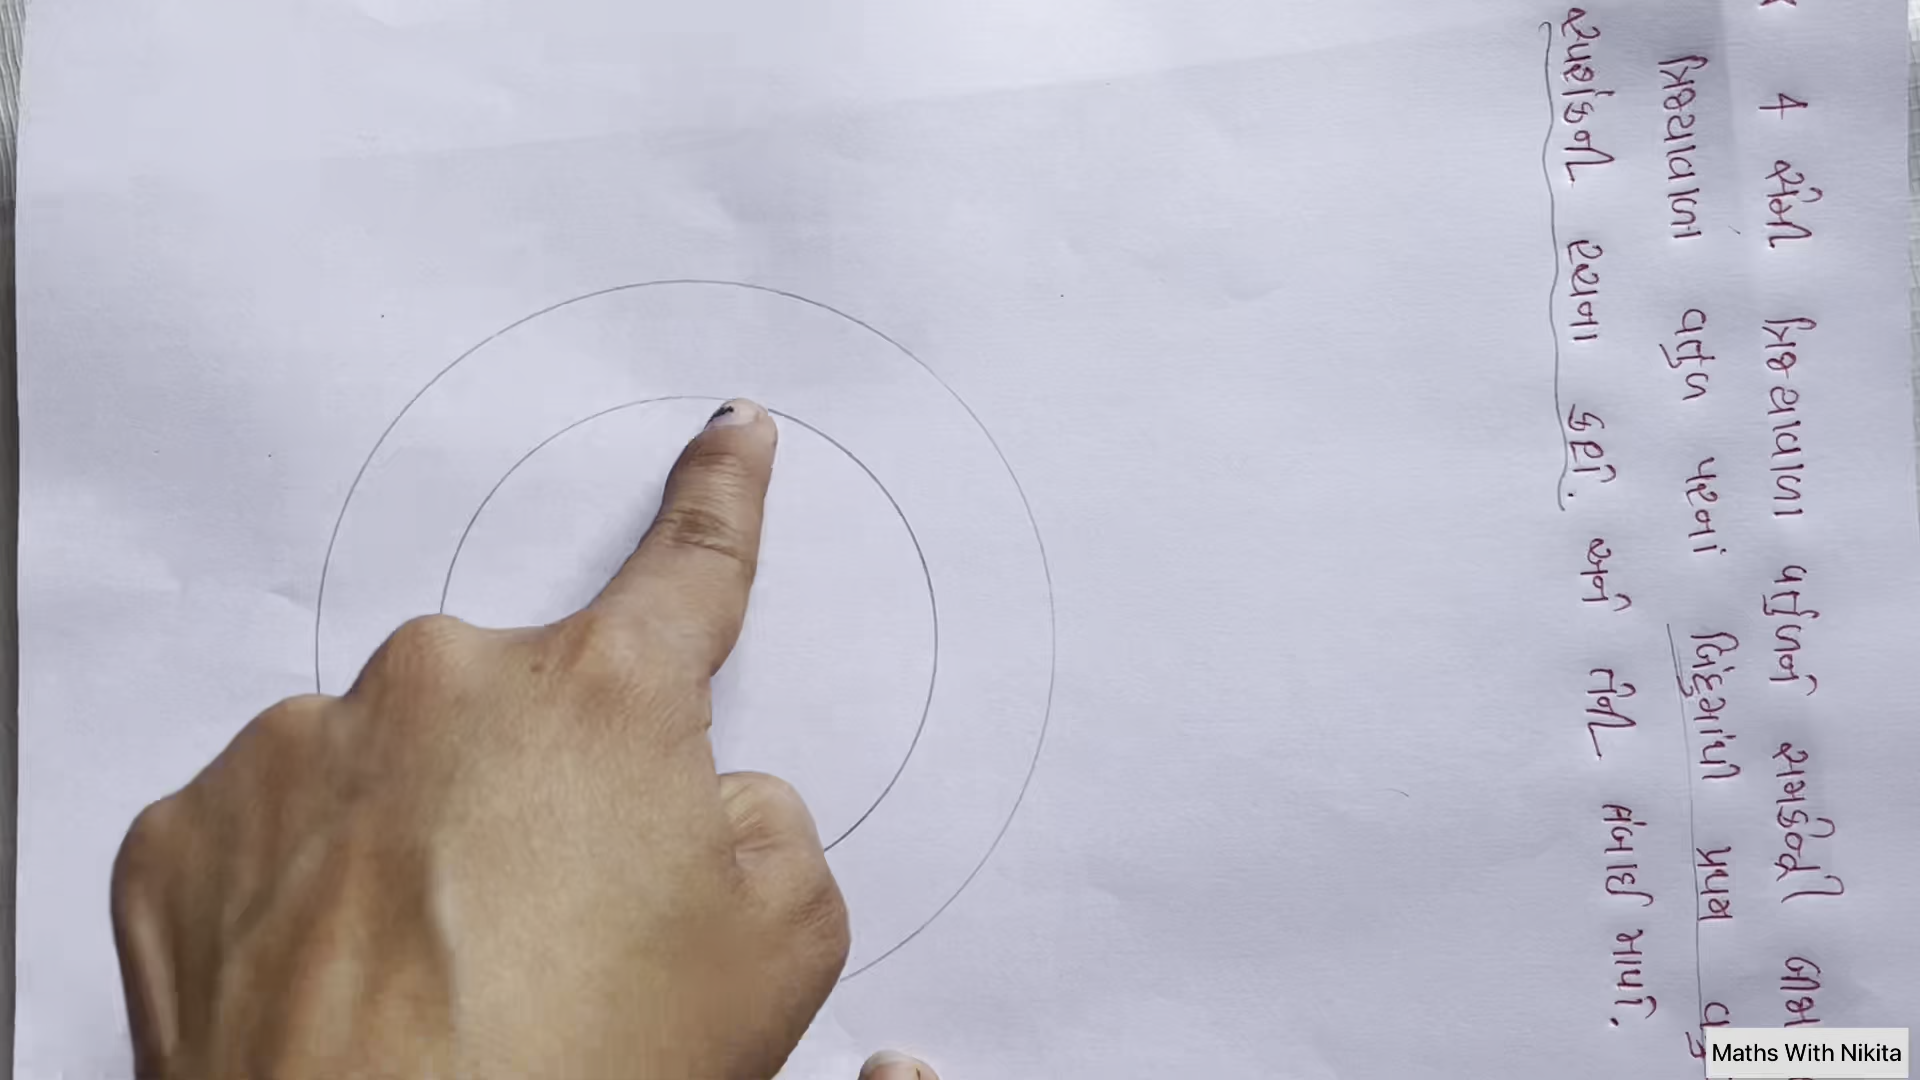 4 સેમી ત્રિજ્યાવાળા વર્તુળને સમકેન્દ્રી બીજા
ત્રિજ્યાવાળા વર્તુળ પરનાં બિંદુમાંથી પ્રથમ
સ્પર્શકની રચના કરો. અને તેની લંબાઈ માપો.
Maths With Nikita